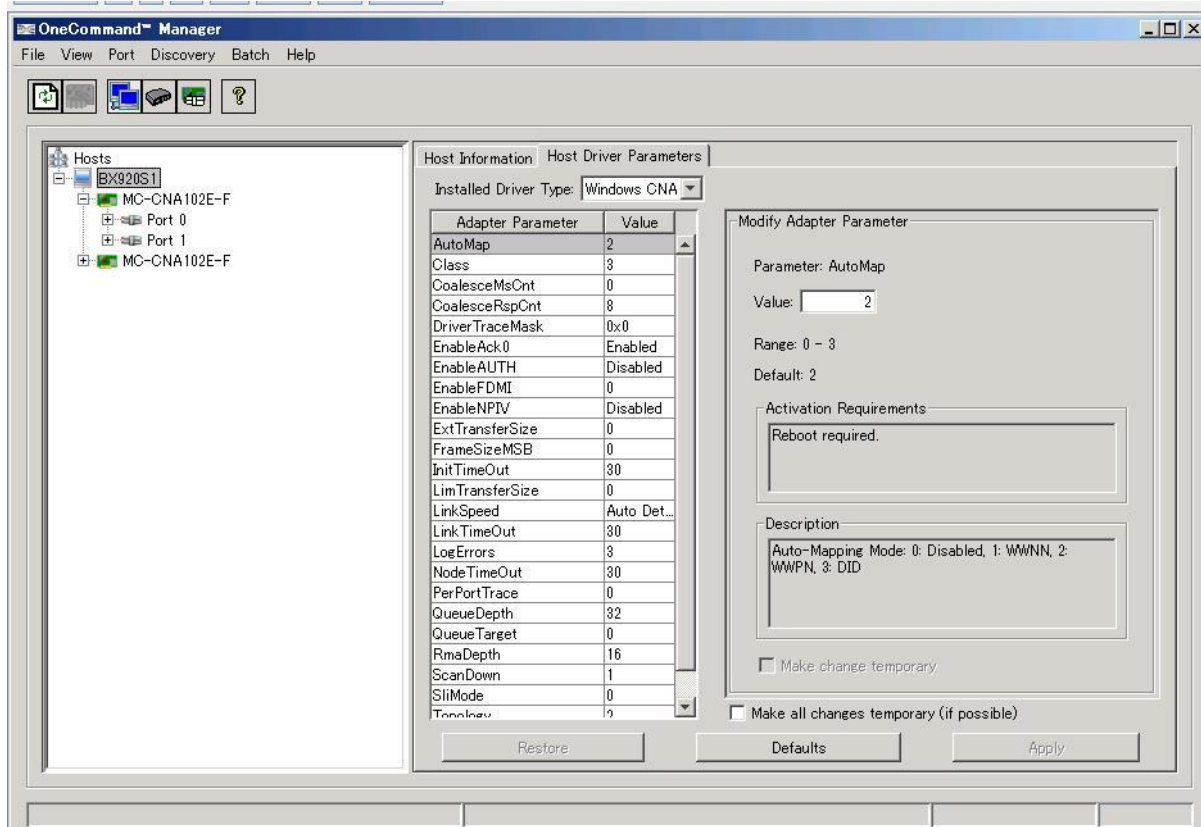 OneCommand™ Manager
File View Port Discovery Batch Help
Hosts
BX920S1
MC-CNA102E-F
Port 0
Port 1
MC-CNA102E-F
Host Information Host Driver Parameters
Installed Driver Type: Windows CNA
Adapter Parameter Value
AutoMap 2
Class 3
CoalesceMsCnt 0
CoalesceRspCnt 8
DriverTraceMask 0x0
EnableAck0 Enabled
EnableAUTH Disabled
EnableFDMI 0
EnableNPIV Disabled
ExtTransferSize 0
FrameSizeMSB 0
InitTimeOut 30
LimTransferSize 0
LinkSpeed Auto Det...
LinkTimeOut 30
LogErrors 3
NodeTimeOut 30
PerPortTrace 0
QueueDepth 32
QueueTarget 0
RmaDepth 16
ScanDown 1
SliMode 0
Topology 2
Modify Adapter Parameter
Parameter: AutoMap
Value: 2
Range: 0 - 3
Default: 2
Activation Requirements
Reboot required.
Description
Auto-Mapping Mode: 0: Disabled, 1: WWNN, 2:
WWPN, 3: DID
Make change temporary
Make all changes temporary (if possible)
Restore Defaults Apply